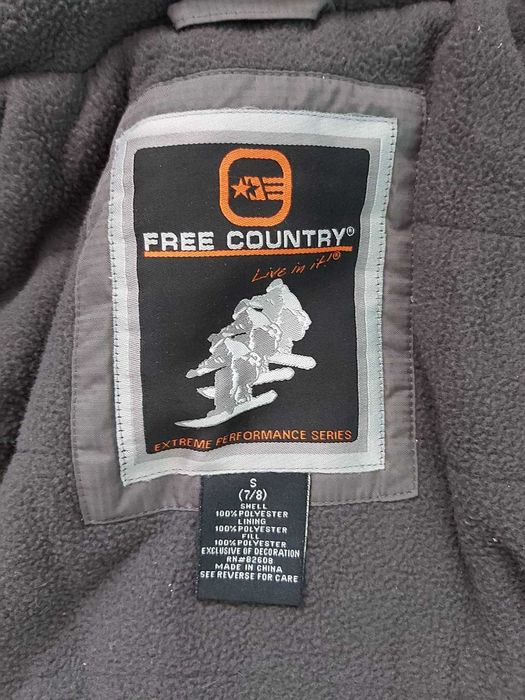 FREE COUNTRY®
Live in it!®
EXTREME PERFORMANCE SERIES
S
(7/8)
SHELL
100% POLYESTER
LINING
100% POLYESTER
FILL
100% POLYESTER
EXCLUSIVE OF DECORATION
RN#82608
MADE IN CHINA
SEE REVERSE FOR CARE